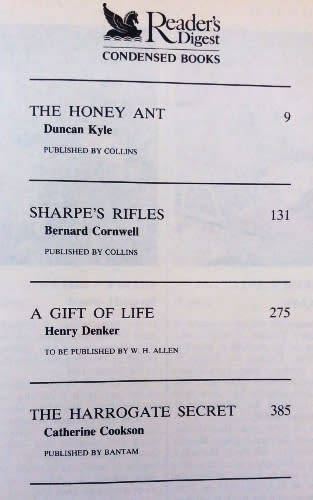 Reader's
Digest
CONDENSED BOOKS
THE HONEY ANT 9
Duncan Kyle
PUBLISHED BY COLLINS
SHARPE'S RIFLES 131
Bernard Cornwell
PUBLISHED BY COLLINS
A GIFT OF LIFE 275
Henry Denker
TO BE PUBLISHED BY W. H. ALLEN
THE HARROGATE SECRET 385
Catherine Cookson
PUBLISHED BY BANTAM